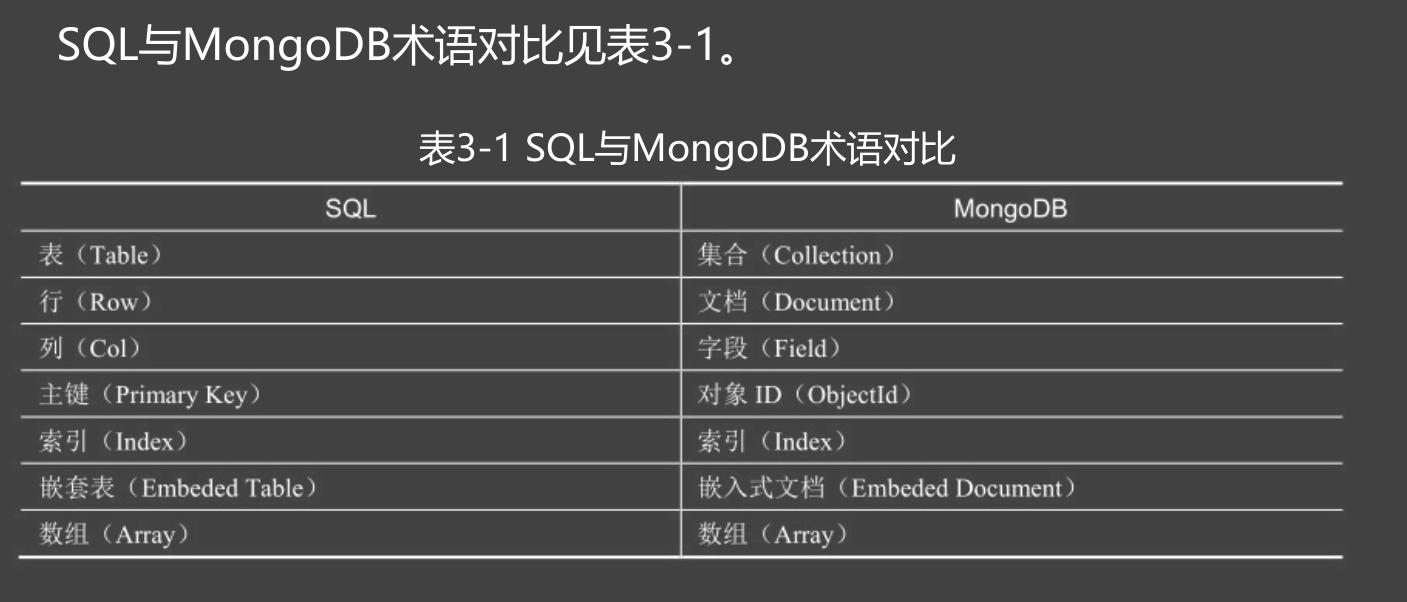 SQL与MongoDB术语对比见表3-1。
表3-1 SQL与MongoDB术语对比
SQL MongoDB
表（Table） 集合（Collection）
行（Row） 文档（Document）
列（Col） 字段（Field）
主键（Primary Key） 对象 ID（ObjectId）
索引（Index） 索引（Index）
嵌套表（Embeded Table） 嵌入式文档（Embeded Document）
数组（Array） 数组（Array）